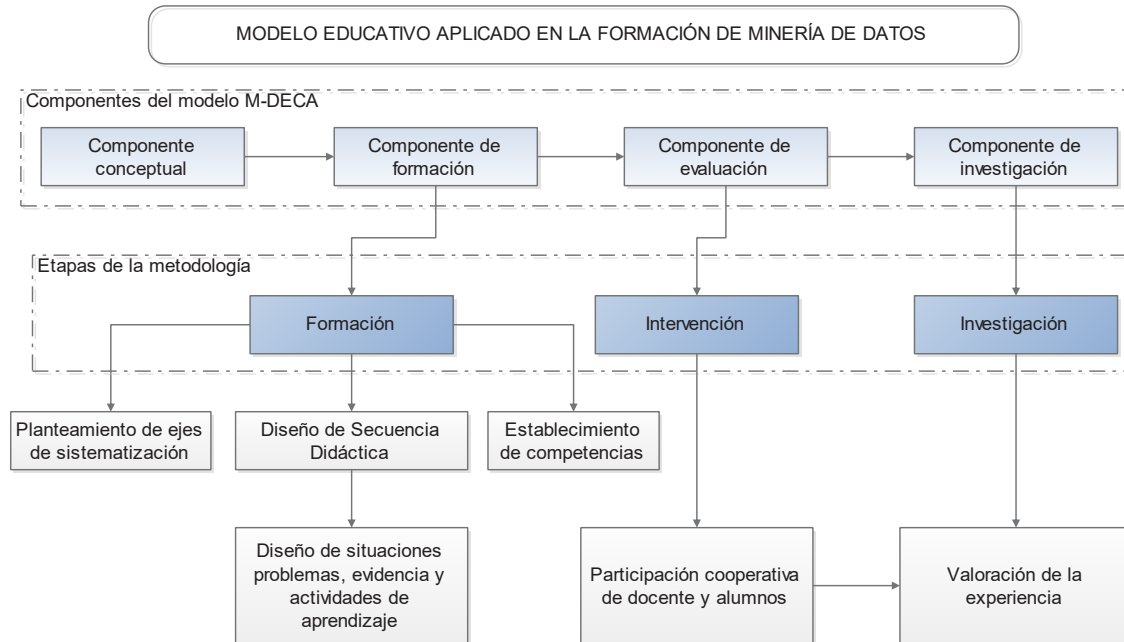 MODELO EDUCATIVO APLICADO EN LA FORMACIÓN DE MINERÍA DE DATOS
Componentes del modelo M-DECA
Componente
conceptual
Componente de
formación
Componente de
evaluación
Componente de
investigación
Etapas de la metodología
Formación
Intervención
Investigación
Planteamiento de ejes
de sistematización
Diseño de Secuencia
Didáctica
Establecimiento
de competencias
Diseño de situaciones
problemas, evidencia y
actividades de
aprendizaje
Participación cooperativa
de docente y alumnos
Valoración de la
experiencia